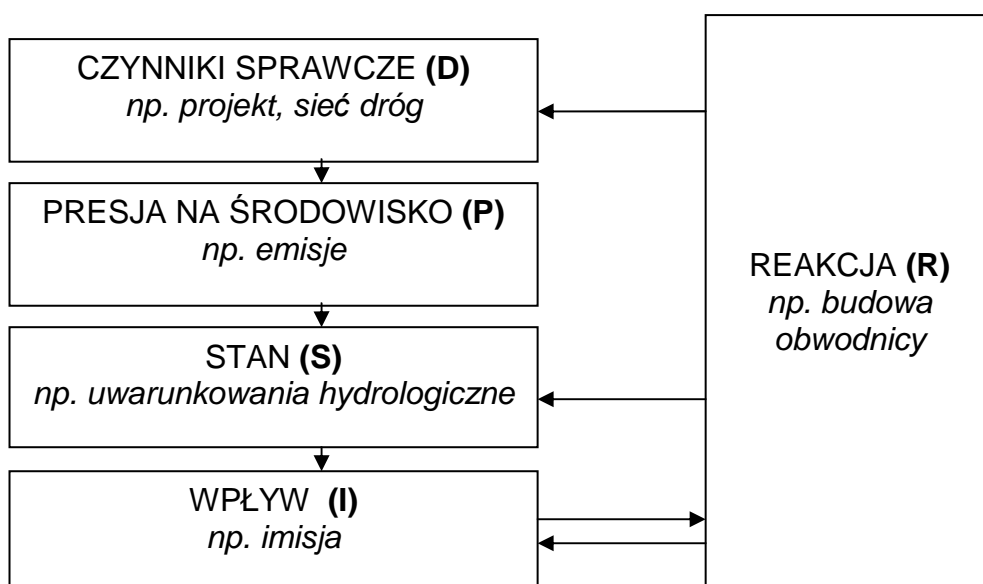 CZYNNIKI SPRAWCZE (D)
np. projekt, sieć dróg
PRESJA NA ŚRODOWISKO (P)
np. emisje
STAN (S)
np. uwarunkowania hydrologiczne
WPŁYW (I)
np. imisja
REAKCJA (R)
np. budowa
obwodnicy